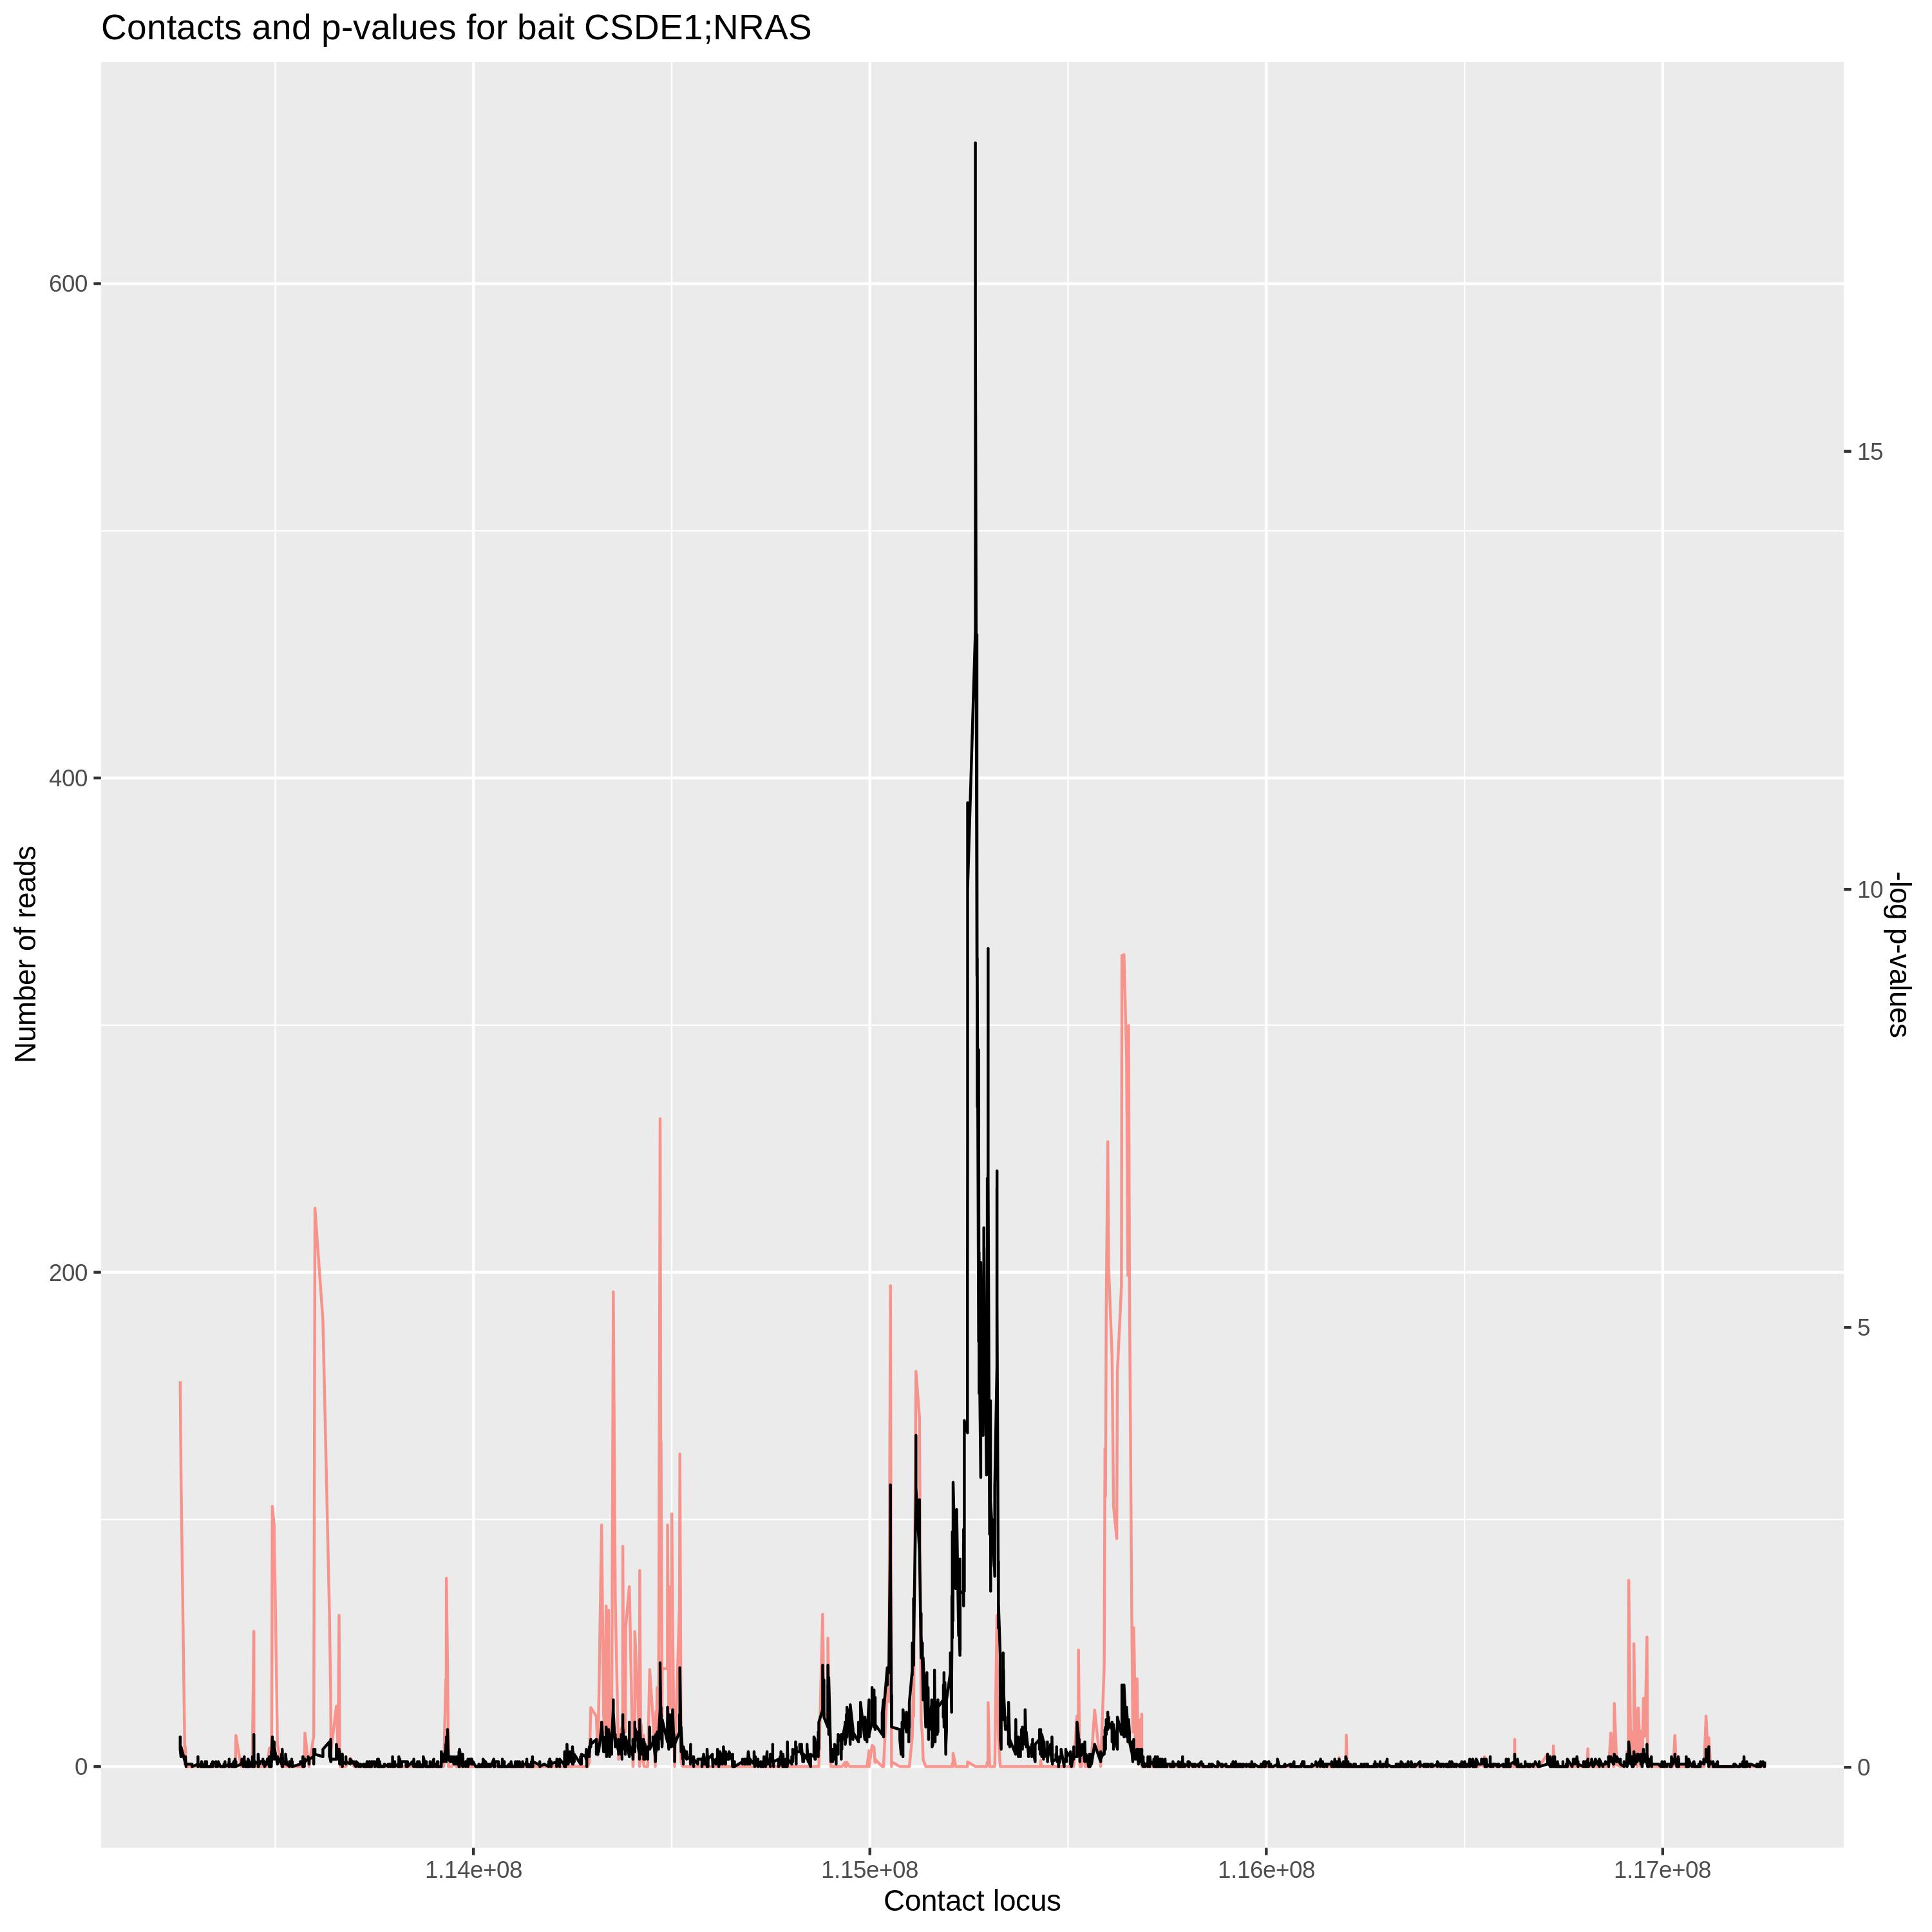 Contacts and p-values for bait CSDE1;NRAS
Number of reads
600
400
200
0
15
10
5
0
-log p-values
1.14e+08
1.15e+08
1.16e+08
1.17e+08
Contact locus